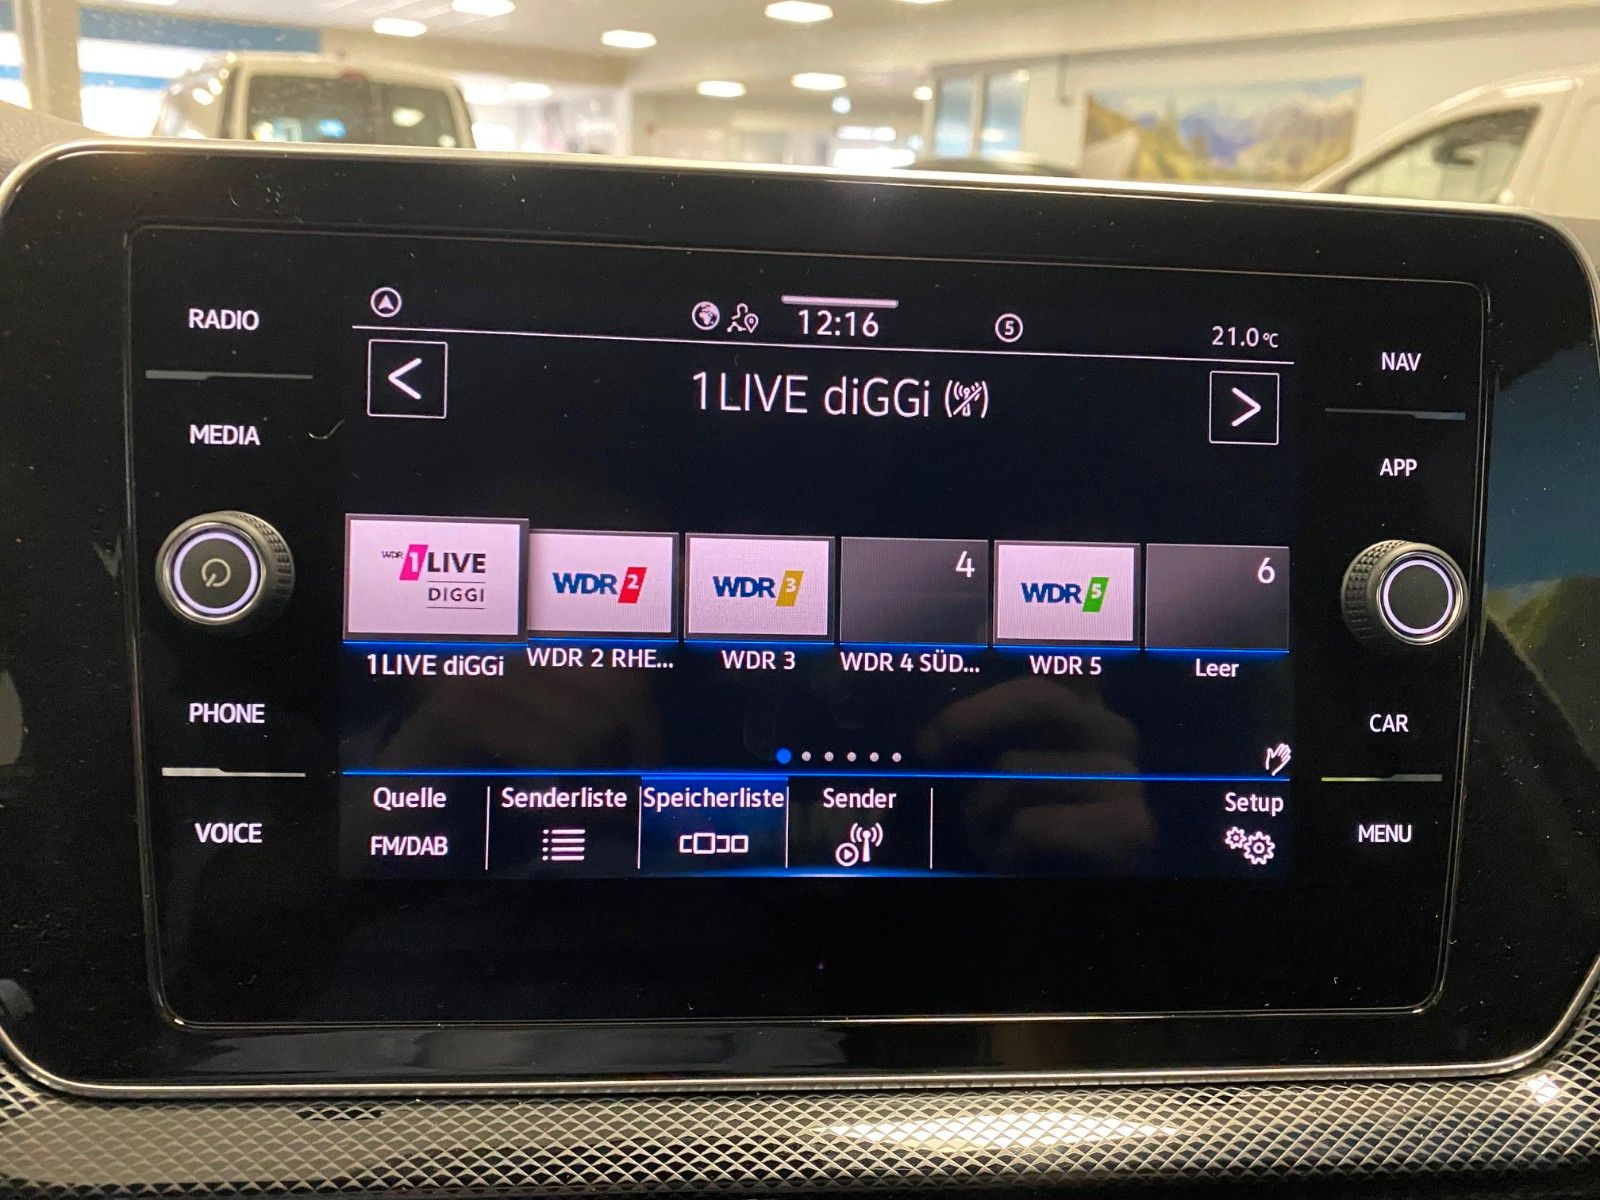 RADIO
MEDIA
PHONE
VOICE
12:16
5
21.0°C
< >
1LIVE diGGi
WDR 1LIVE
DIGGI
WDR 2
WDR 3
4
WDR 5
6
1LIVE diGGi
WDR 2 RHE...
WDR 3
WDR 4 SÜD...
WDR 5
Leer
Quelle
FM/DAB
Senderliste
Speicherliste
Sender
Setup
NAV
APP
CAR
MENU